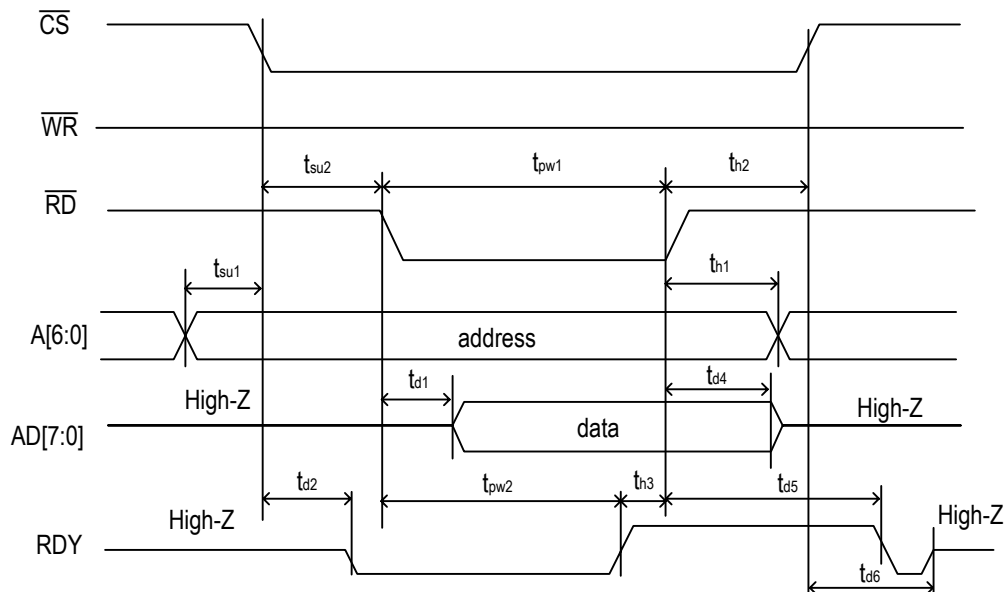 CS
WR
tsu2 tpw1 th2
RD
tsu1 th1
A[6:0] address
td1 td4
High-Z High-Z
AD[7:0] data
td2 tpw2 th3 td5
High-Z High-Z
RDY
td6